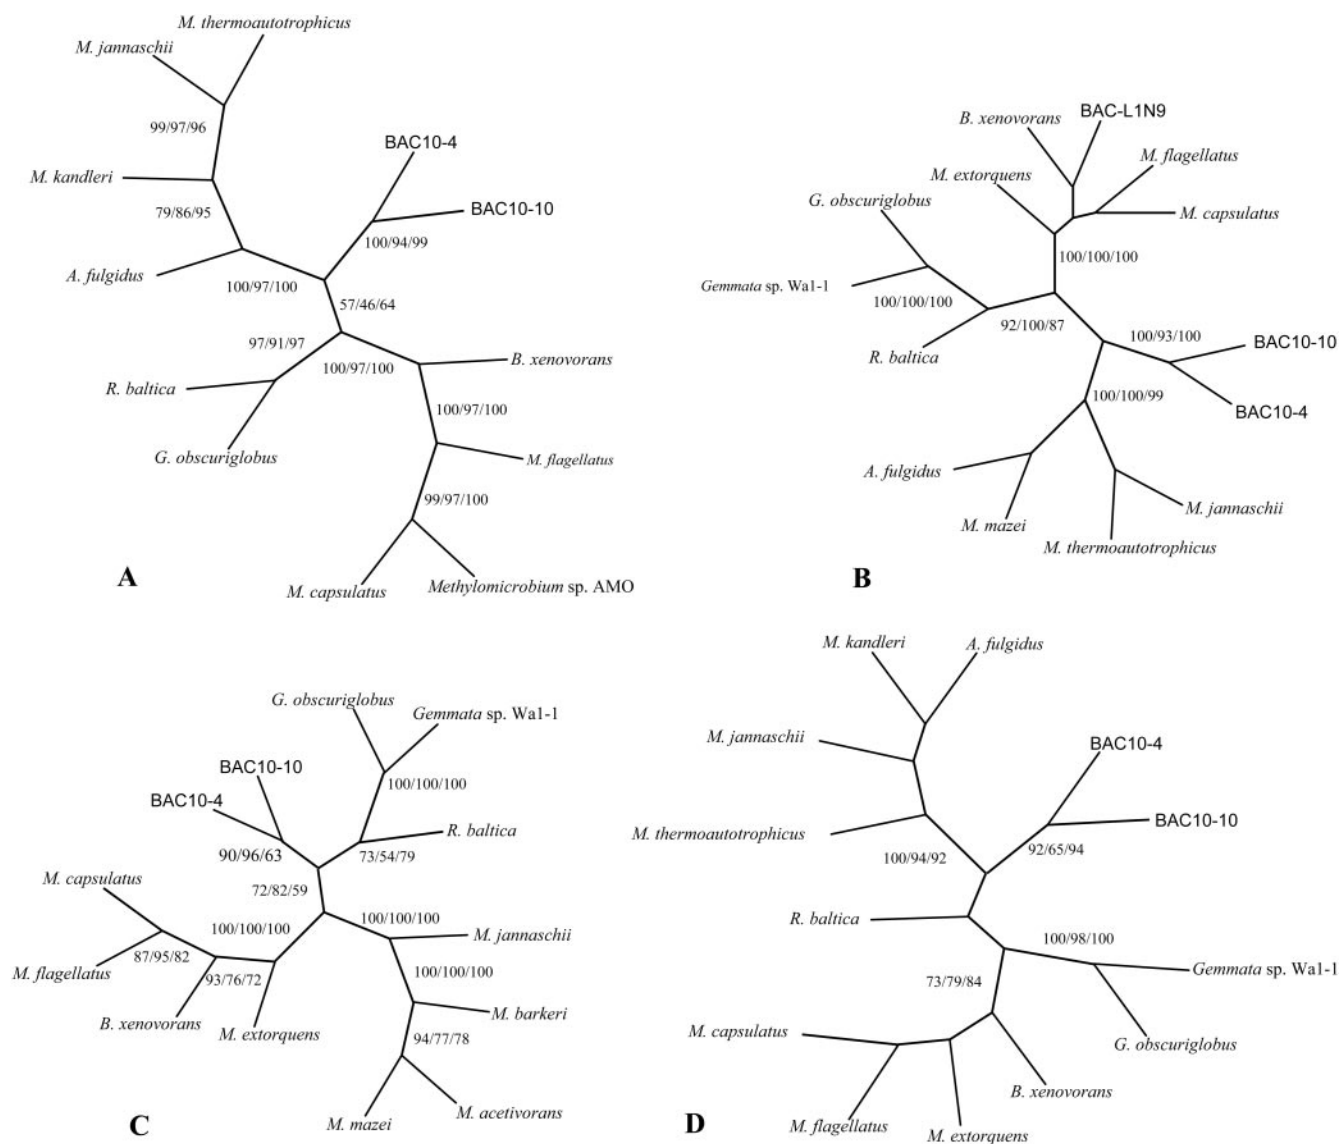 M. thermoautotrophicus
M. jannaschii
99/97/96
BAC10-4
M. kandleri
BAC10-10
79/86/95
100/94/99
A. fulgidus
100/97/100
57/46/64
97/91/97
100/97/100
B. xenovorans
R. baltica
100/97/100
G. obscuriglobus
M. flagellatus
99/97/100
A
M. capsulatus
Methylomicrobium sp. AMO
BAC-L1N9
B. xenovorans
M. flagellatus
M. extorquens
G. obscuriglobus
M. capsulatus
100/100/100
Gemmata sp. Wa1-1
100/100/100
92/100/87
100/93/100
R. baltica
BAC10-10
100/100/99
BAC10-4
A. fulgidus
M. jannaschii
M. mazei
M. thermoautotrophicus
B
G. obscuriglobus
Gemmata sp. Wa1-1
BAC10-10
100/100/100
BAC10-4
R. baltica
90/96/63
73/54/79
M. capsulatus
72/82/59
100/100/100
100/100/100
M. jannaschii
87/95/82
M. flagellatus
93/76/72
100/100/100
M. barkeri
B. xenovorans
M. extorquens
94/77/78
M. acetivorans
M. mazei
C
M. kandleri
A. fulgidus
M. jannaschii
BAC10-4
BAC10-10
M. thermoautotrophicus
100/94/92
92/65/94
R. baltica
100/98/100
Gemmata sp. Wa1-1
73/79/84
M. capsulatus
G. obscuriglobus
B. xenovorans
M. flagellatus
M. extorquens
D